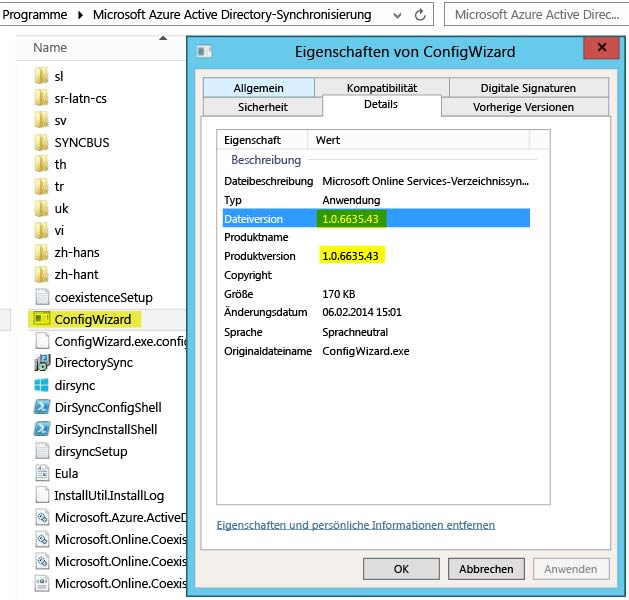 Programme Microsoft Azure Active Directory-Synchronisierung
Microsoft Azure Active Direc...
Name
sl
sr-latn-cs
sv
SYNCBUS
th
tr
uk
vi
zh-hans
zh-hant
coexistenceSetup
ConfigWizard
ConfigWizard.exe.config
DirectorySync
dirsync
DirSyncConfigShell
DirSyncInstallShell
dirsyncSetup
Eula
InstallUtil.InstallLog
Microsoft.Azure.ActiveD
Microsoft.Online.Coexis
Microsoft.Online.Coexis
Microsoft.Online.Coexis
Eigenschaften von ConfigWizard
Allgemein Kompatibilität Digitale Signaturen
Sicherheit Details Vorherige Versionen
Eigenschaft Wert
Beschreibung
Dateibeschreibung Microsoft Online Services-Verzeichnissyn...
Typ Anwendung
Dateiversion 1.0.6635.43
Produktname
Produktversion 1.0.6635.43
Copyright
Größe 170 KB
Änderungsdatum 06.02.2014 15:01
Sprache Sprachneutral
Originaldateiname ConfigWizard.exe
Eigenschaften und persönliche Informationen entfernen
OK Abbrechen Anwenden